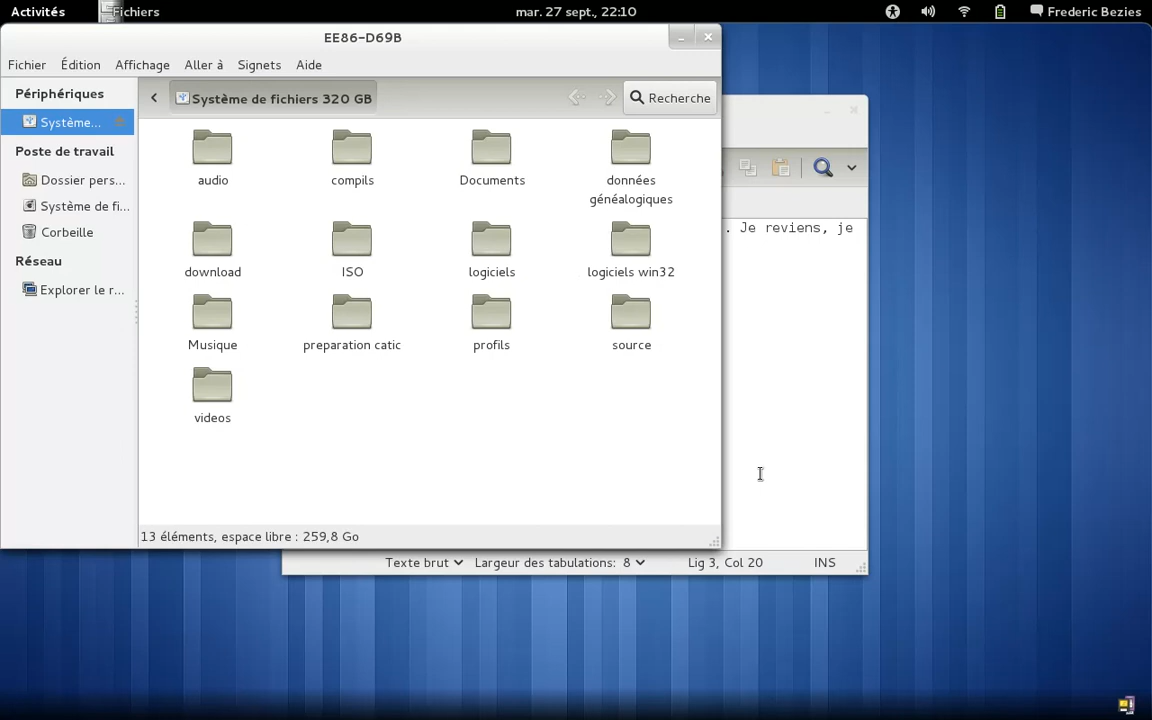 Activités
Fichiers
mar. 27 sept., 22:10
Frederic Bezies
EE86-D69B
Fichier Édition Affichage Aller à Signets Aide
Périphériques
Système...
Poste de travail
Dossier pers...
Système de fi...
Corbeille
Réseau
Explorer le r...
Système de fichiers 320 GB
Recherche
audio
compils
Documents
données
généalogiques
download
ISO
logiciels
logiciels win32
Musique
preparation catic
profils
source
videos
13 éléments, espace libre : 259,8 Go
. Je reviens, je
Texte brut
Largeur des tabulations: 8
Lig 3, Col 20
INS